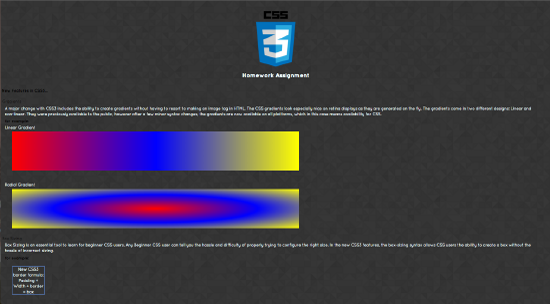 CSS
3
Homework Assignment
New Features in CSS3...
A major change with CSS3 includes the ability to create gradients without having to resort to making an image tag in HTML. The CSS gradients look especially nice on retina displays as they are generated on the fly. The gradients come in two different designs: Linear and
non-linear. They were previously available to the public, however after a few minor syntax changes, the gradients are now available on all platforms, which in this case means availability for CSS.
For example:
Linear Gradient
Radial Gradient
Box Sizing is an essential tool to learn for beginner CSS users. Any Beginner CSS user can tell you the hassle and difficulty of properly trying to configure the right size. In the new CSS3 features, the box-sizing syntax allows CSS users the ability to create a box without the
hassle of incorrect sizing.
For example:
New CSS3
border formula:
Padding +
Width + border
= box